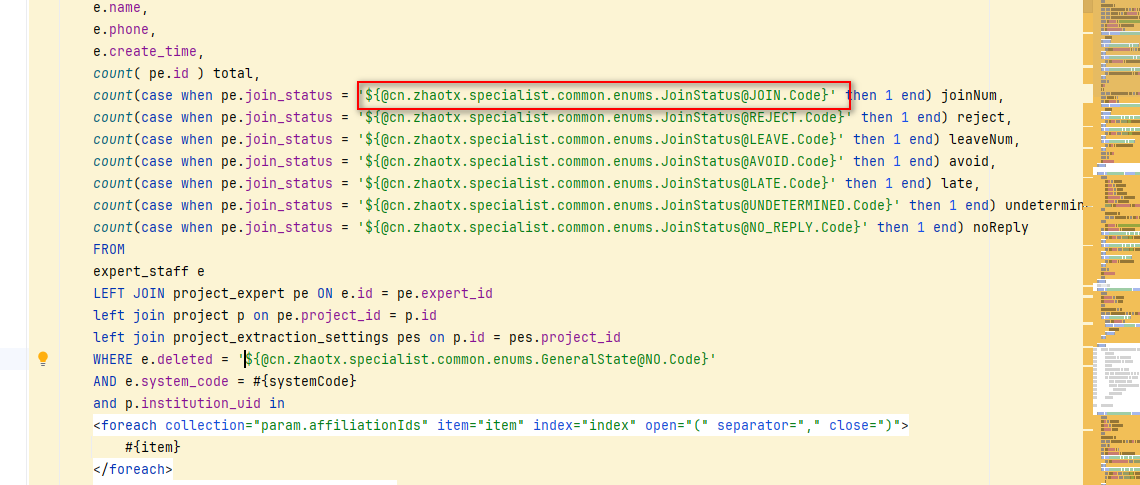 e.name,
e.phone,
e.create_time,
count( pe.id ) total,
count(case when pe.join_status = '${@cn.zhaotx.specialist.common.enums.JoinStatus@JOIN.Code}' then 1 end) joinNum,
count(case when pe.join_status = '${@cn.zhaotx.specialist.common.enums.JoinStatus@REJECT.Code}' then 1 end) reject,
count(case when pe.join_status = '${@cn.zhaotx.specialist.common.enums.JoinStatus@LEAVE.Code}' then 1 end) leaveNum,
count(case when pe.join_status = '${@cn.zhaotx.specialist.common.enums.JoinStatus@AVOID.Code}' then 1 end) avoid,
count(case when pe.join_status = '${@cn.zhaotx.specialist.common.enums.JoinStatus@LATE.Code}' then 1 end) late,
count(case when pe.join_status = '${@cn.zhaotx.specialist.common.enums.JoinStatus@UNDETERMINED.Code}' then 1 end) undetermin
count(case when pe.join_status = '${@cn.zhaotx.specialist.common.enums.JoinStatus@NO_REPLY.Code}' then 1 end) noReply
FROM
expert_staff e
LEFT JOIN project_expert pe ON e.id = pe.expert_id
left join project p on pe.project_id = p.id
left join project_extraction_settings pes on p.id = pes.project_id
WHERE e.deleted = '${@cn.zhaotx.specialist.common.enums.GeneralState@NO.Code}'
AND e.system_code = #{systemCode}
and p.institution_uid in
<foreach collection="param.affiliationIds" item="item" index="index" open="(" separator="," close=")">
#{item}
</foreach>